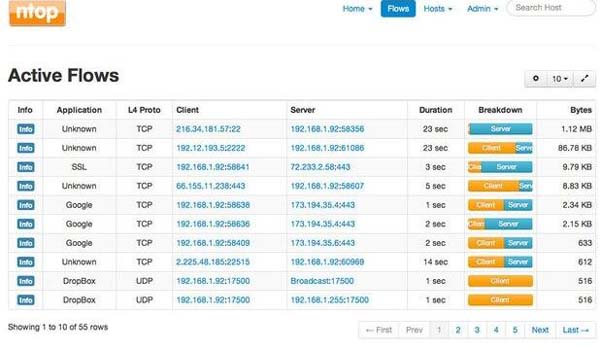 ntop
Home Flows Hosts Admin Search Host
Active Flows
10
Info Application L4 Proto Client Server Duration Breakdown Bytes
Info Unknown TCP 216.34.181.57:22 192.168.1.92:58356 23 sec Server 1.12 MB
Info Unknown TCP 192.12.193.5:2222 192.168.1.92:61086 23 sec Client Serv 86.78 KB
Info SSL TCP 192.168.1.92:58641 72.233.2.58:443 3 sec Clie Server 9.79 KB
Info Unknown TCP 66.155.11.238:443 192.168.1.92:58607 5 sec Client Serv 8.83 KB
Info Google TCP 192.168.1.92:58638 173.194.35.4:443 1 sec Client Server 2.34 KB
Info Google TCP 192.168.1.92:58636 173.194.35.4:443 2 sec Clien Server 2.15 KB
Info Google TCP 192.168.1.92:58409 173.194.35.6:443 2 sec Client Server 633
Info Unknown TCP 2.225.48.185:22515 192.168.1.92:60969 14 sec Client Server 612
Info DropBox UDP 192.168.1.92:17500 Broadcast:17500 1 sec Client 516
Info DropBox UDP 192.168.1.92:17500 192.168.1.255:17500 1 sec Client 516
Showing 1 to 10 of 55 rows
← First Prev 1 2 3 4 5 Next Last →